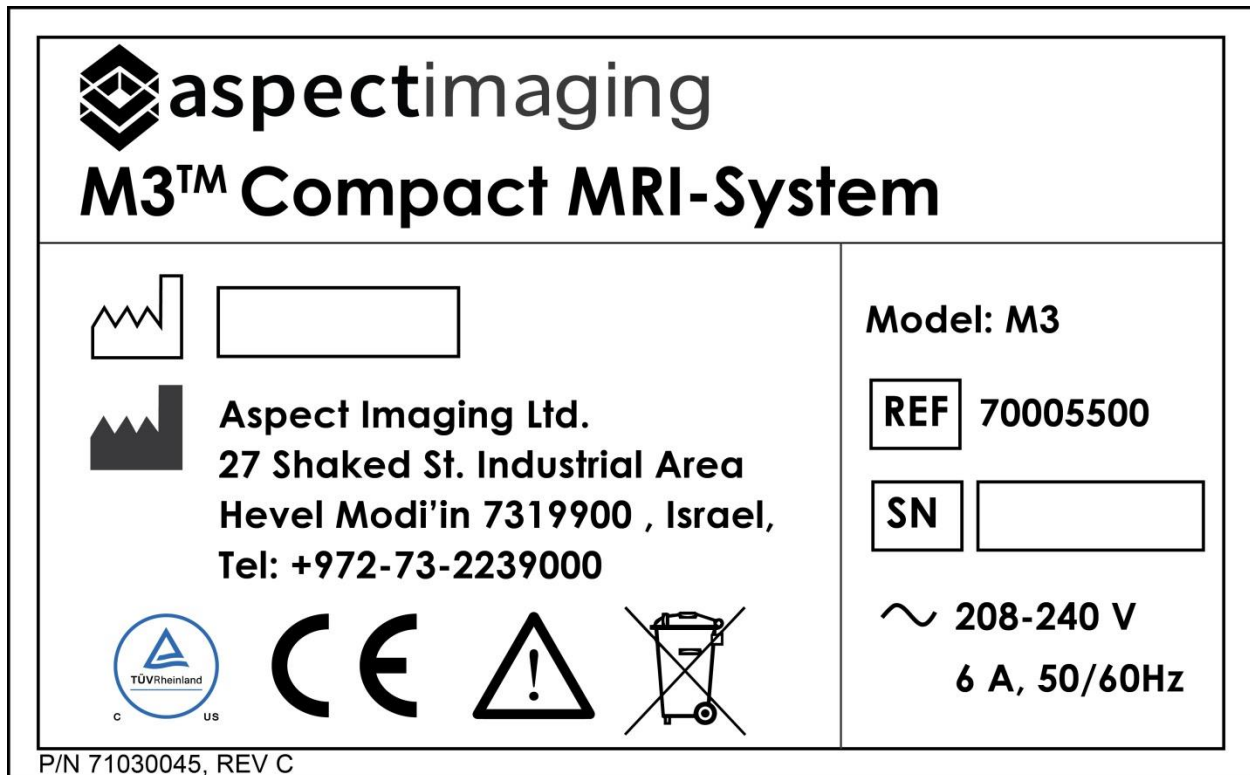 aspectimaging
M3™ Compact MRI-System
Aspect Imaging Ltd.
27 Shaked St. Industrial Area
Hevel Modi’in 7319900 , Israel,
Tel: +972-73-2239000
TÜVRheinland
C US
CE
Model: M3
REF 70005500
SN
208-240 V
6 A, 50/60Hz
P/N 71030045, REV C